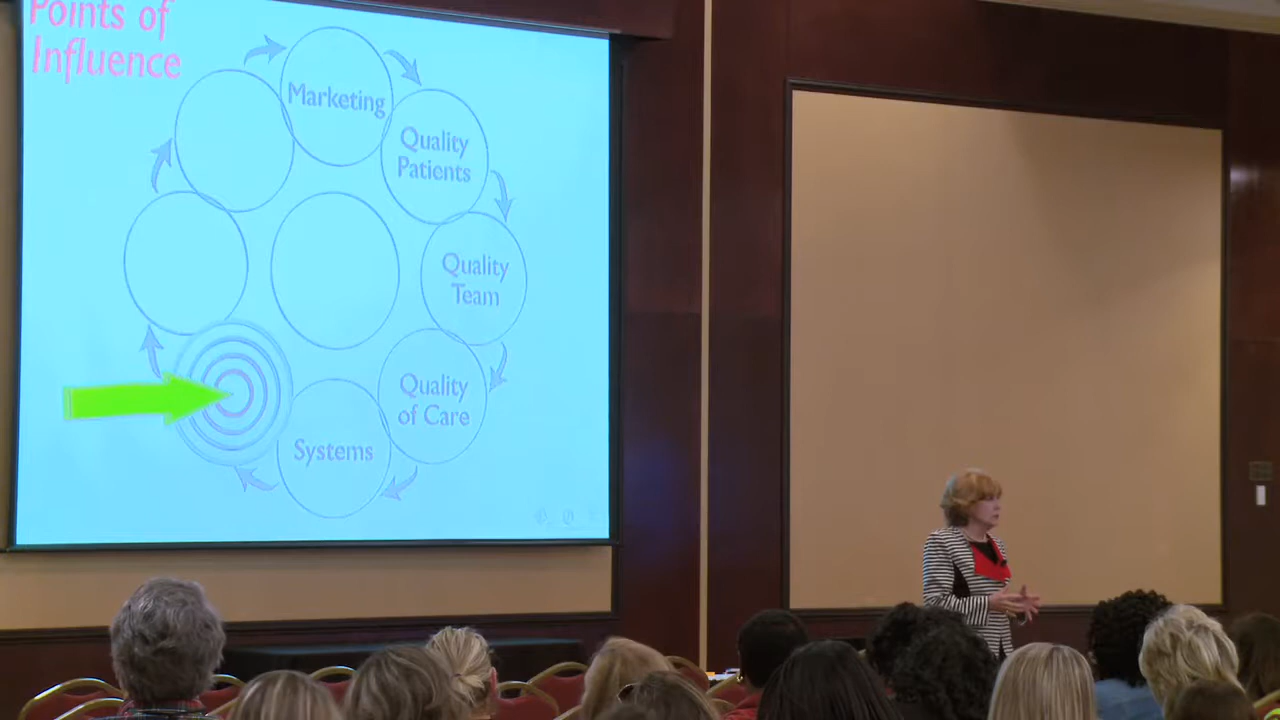 Points of
Influence
Marketing
Quality
Patients
Quality
Team
Quality
of Care
Systems